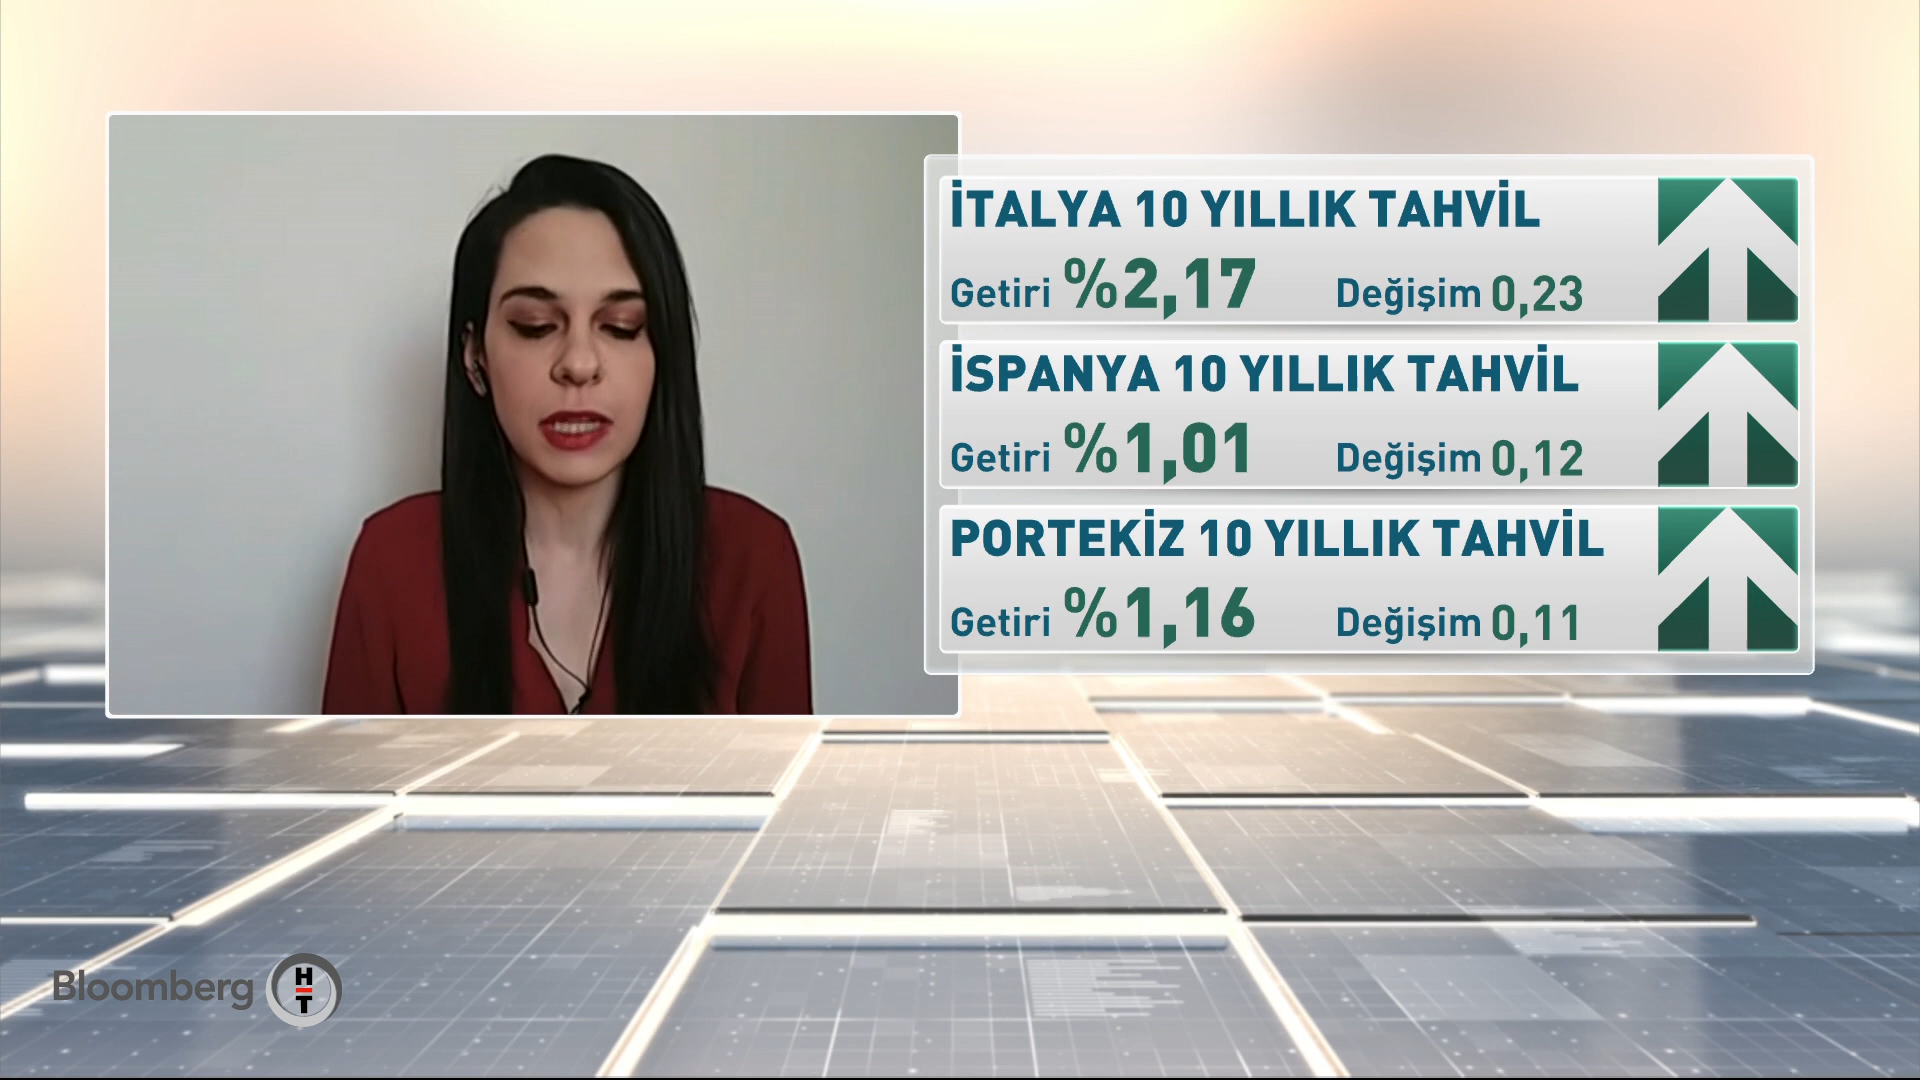 İTALYA 10 YILLIK TAHVİL
Getiri %2,17 Değişim 0,23
İSPANYA 10 YILLIK TAHVİL
Getiri %1,01 Değişim 0,12
PORTEKİZ 10 YILLIK TAHVİL
Getiri %1,16 Değişim 0,11
Bloomberg HT